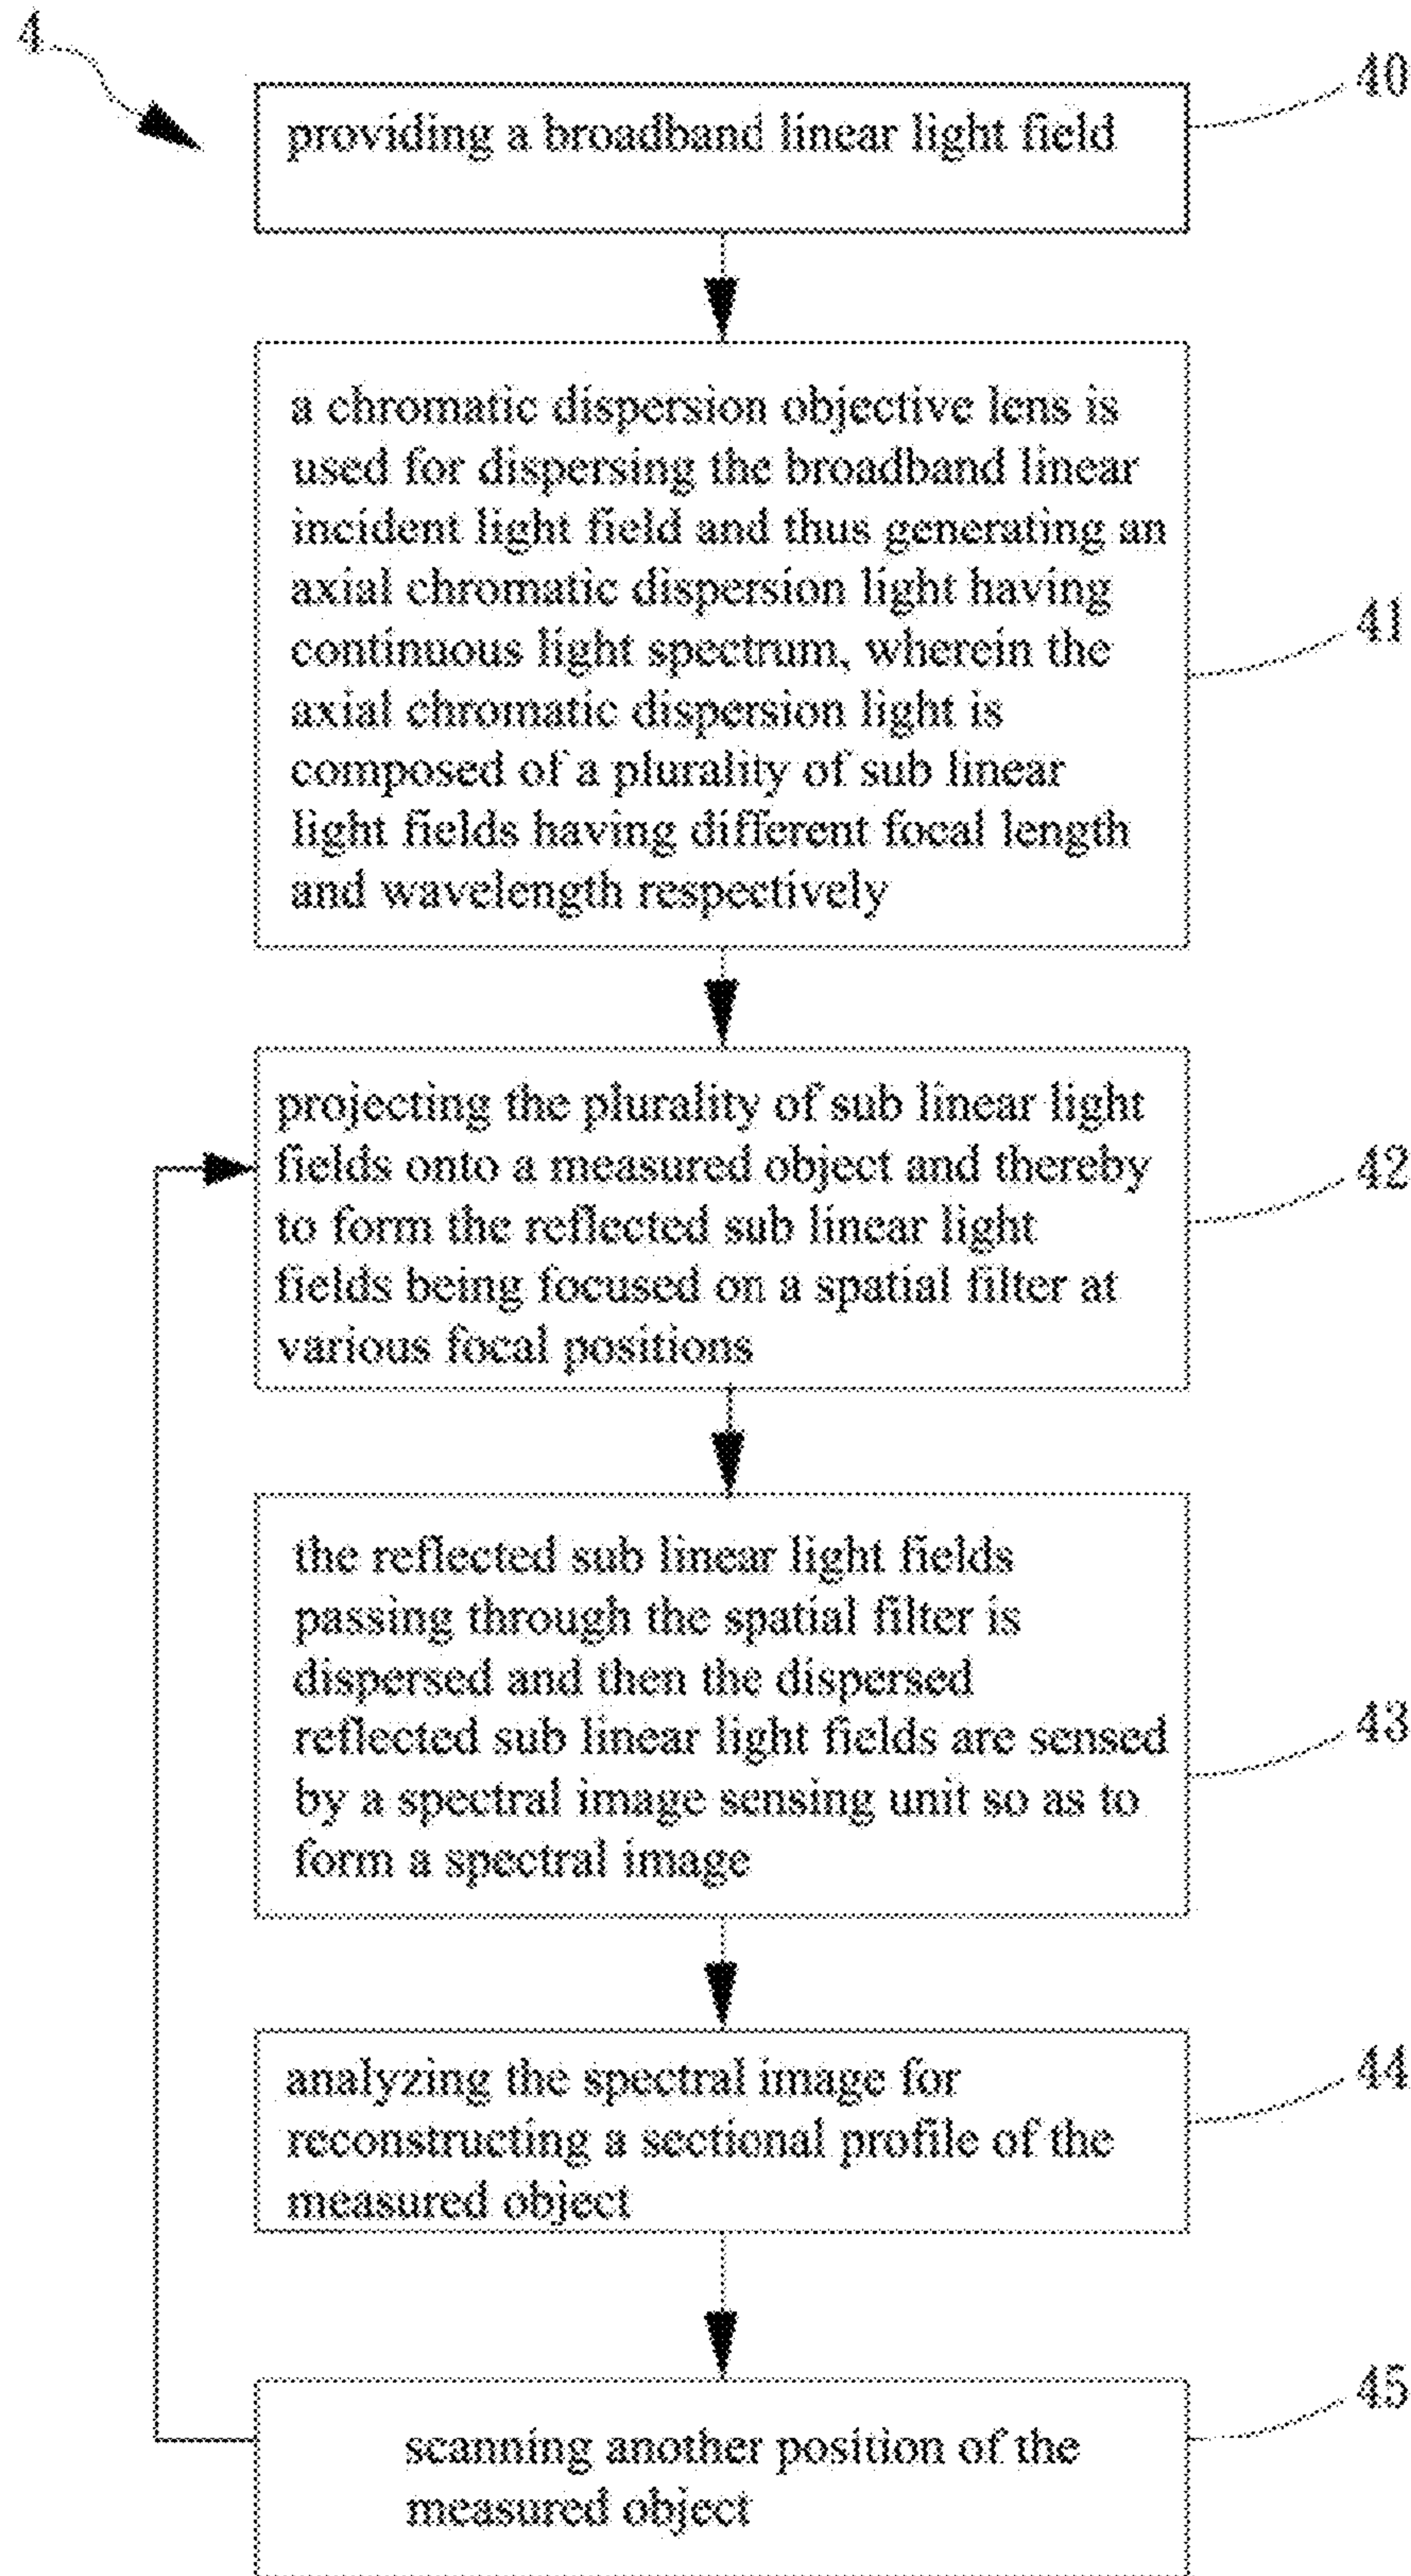 4
40
providing a broadband linear light field
a chromatic dispersion objective lens is
used for dispersing the broadband linear
incident light field and thus generating an
axial chromatic dispersion light having
continuous light spectrum, wherein the
axial chromatic dispersion light is
composed of a plurality of sub linear
light fields having different focal length
and wavelength respectively
41
projecting the plurality of sub linear light
fields onto a measured object and thereby
to form the reflected sub linear light
fields being focused on a spatial filter at
various focal positions
42
the reflected sub linear light fields
passing through the spatial filter is
dispersed and then the dispersed
reflected sub linear light fields are sensed
by a spectral image sensing unit so as to
form a spectral image
43
analyzing the spectral image for
reconstructing a sectional profile of the
measured object
44
scanning another position of the
measured object
45